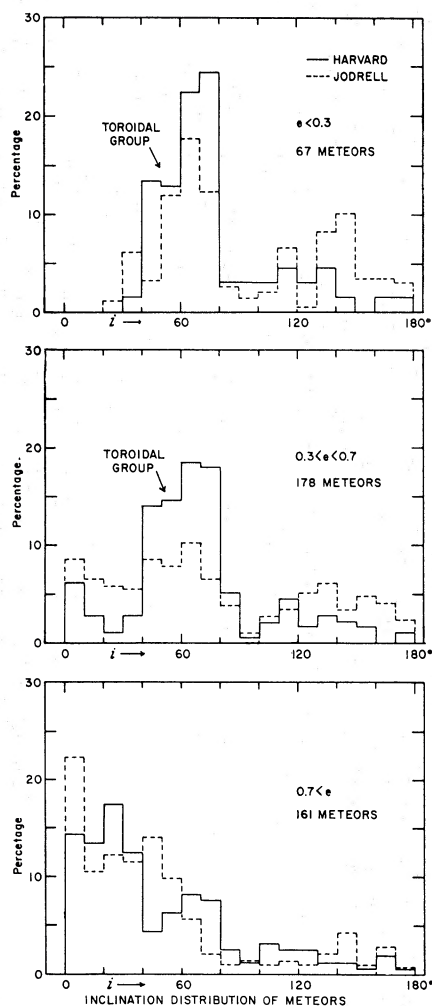 30
HARVARD
JODRELL
TOROIDAL
GROUP
e<0.3
67 METEORS
20
10
0
Percentage
0 i → 60 120 180°
30
TOROIDAL
GROUP
0.3<e<0.7
178 METEORS
20
10
0
Percentage.
0 i → 60 120 180°
30
0.7<e
161 METEORS
20
10
0
Percetage
0 i → 60 120 180°
INCLINATION DISTRIBUTION OF METEORS